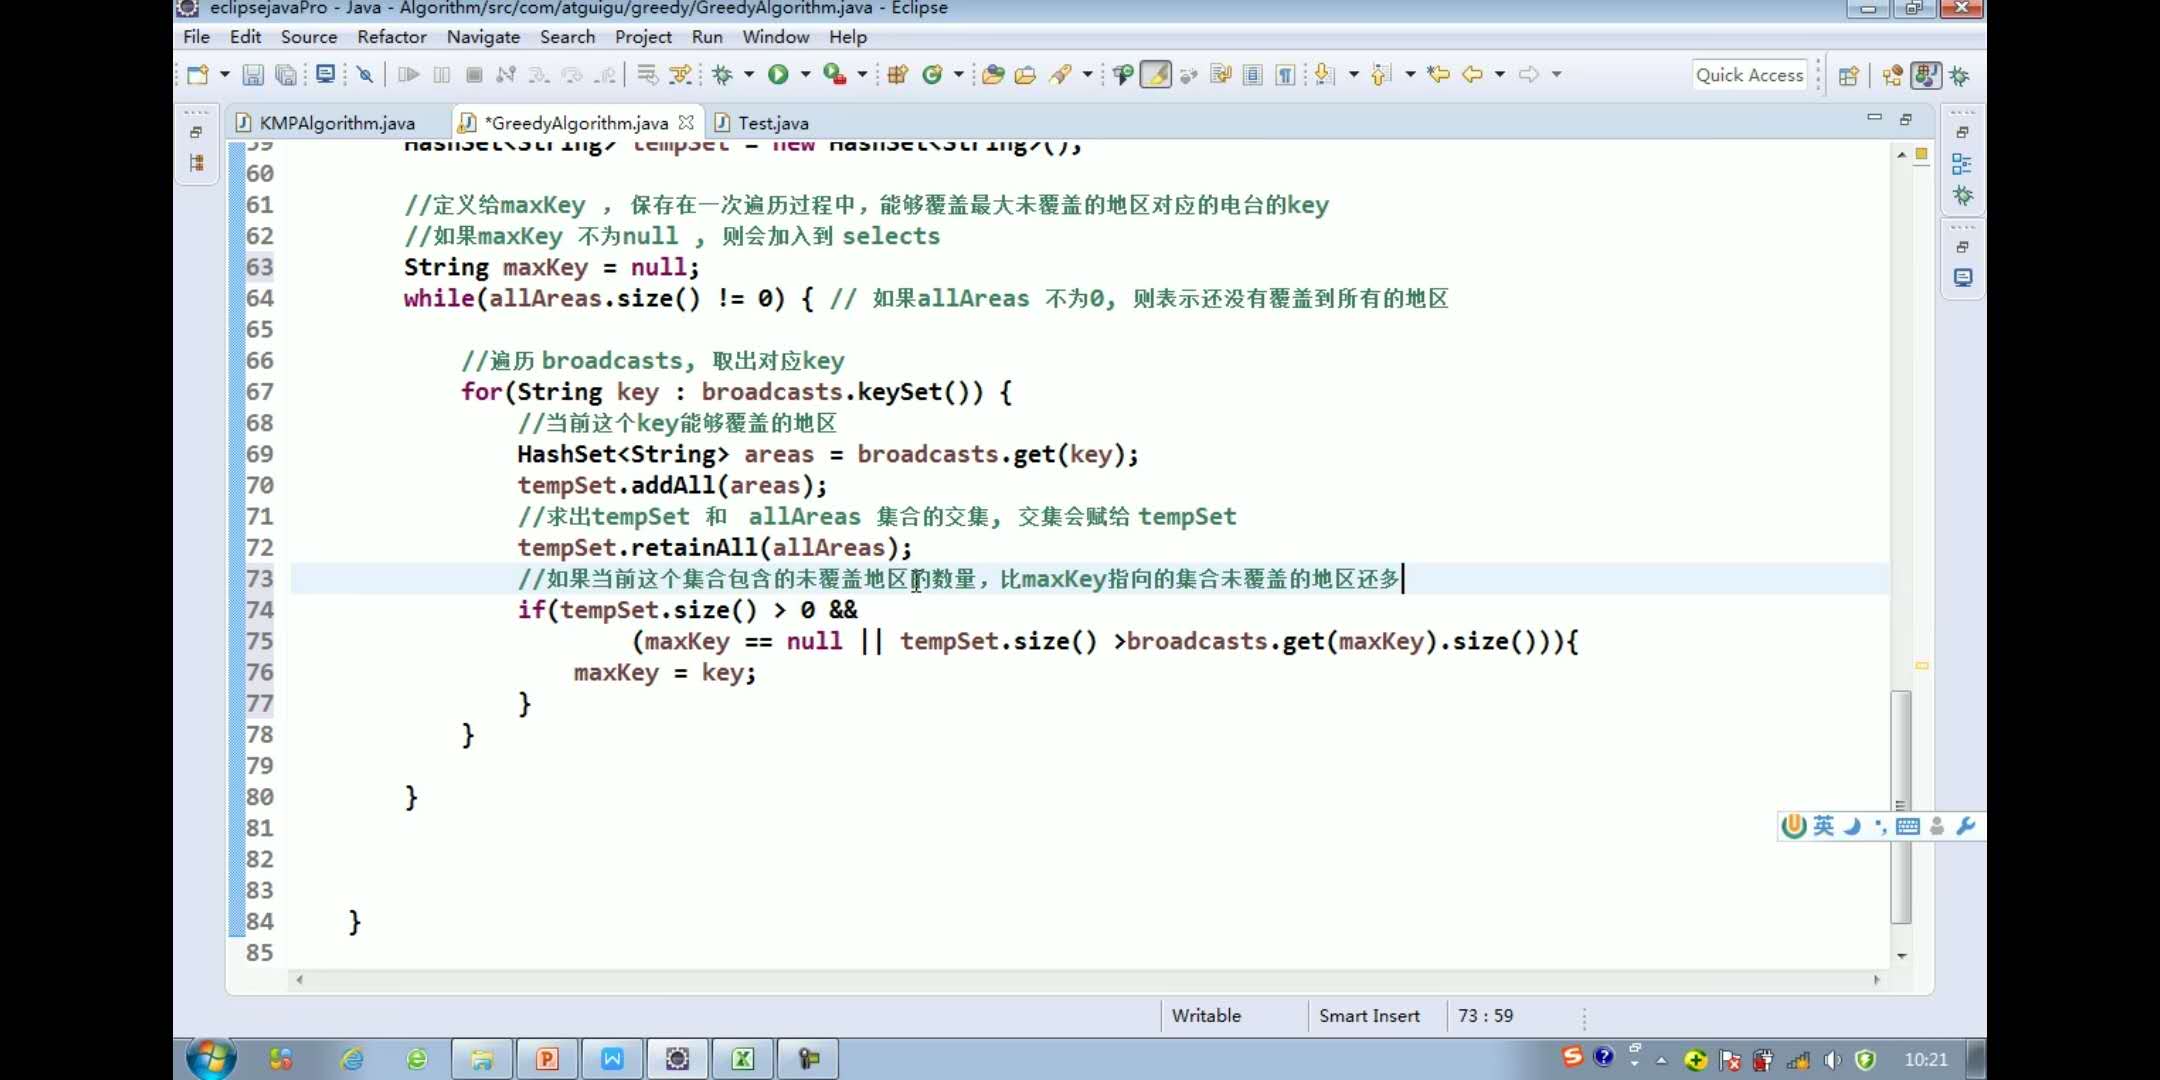 eclipsejavaPro - Java - Algorithm/src/com/atguigu/greedy/GreedyAlgorithm.java - Eclipse
File Edit Source Refactor Navigate Search Project Run Window Help
Quick Access
KMPAlgorithm.java *GreedyAlgorithm.java Test.java
59 HashSet<String> tempSet = new HashSet<String>();
60
61 //定义给maxKey , 保存在一次遍历过程中，能够覆盖最大未覆盖的地区对应的电台的key
62 //如果maxKey 不为null , 则会加入到 selects
63 String maxKey = null;
64 while(allAreas.size() != 0) { // 如果allAreas 不为0, 则表示还没有覆盖到所有的地区
65
66 //遍历 broadcasts, 取出对应key
67 for(String key : broadcasts.keySet()) {
68 //当前这个key能够覆盖的地区
69 HashSet<String> areas = broadcasts.get(key);
70 tempSet.addAll(areas);
71 //求出tempSet 和 allAreas 集合的交集, 交集会赋给 tempSet
72 tempSet.retainAll(allAreas);
73 //如果当前这个集合包含的未覆盖地区的数量，比maxKey指向的集合未覆盖的地区还多
74 if(tempSet.size() > 0 &&
75 (maxKey == null || tempSet.size() >broadcasts.get(maxKey).size())){
76 maxKey = key;
77 }
78 }
79
80 }
81
82
83
84 }
85
英
Writable Smart Insert 73 : 59
10:21